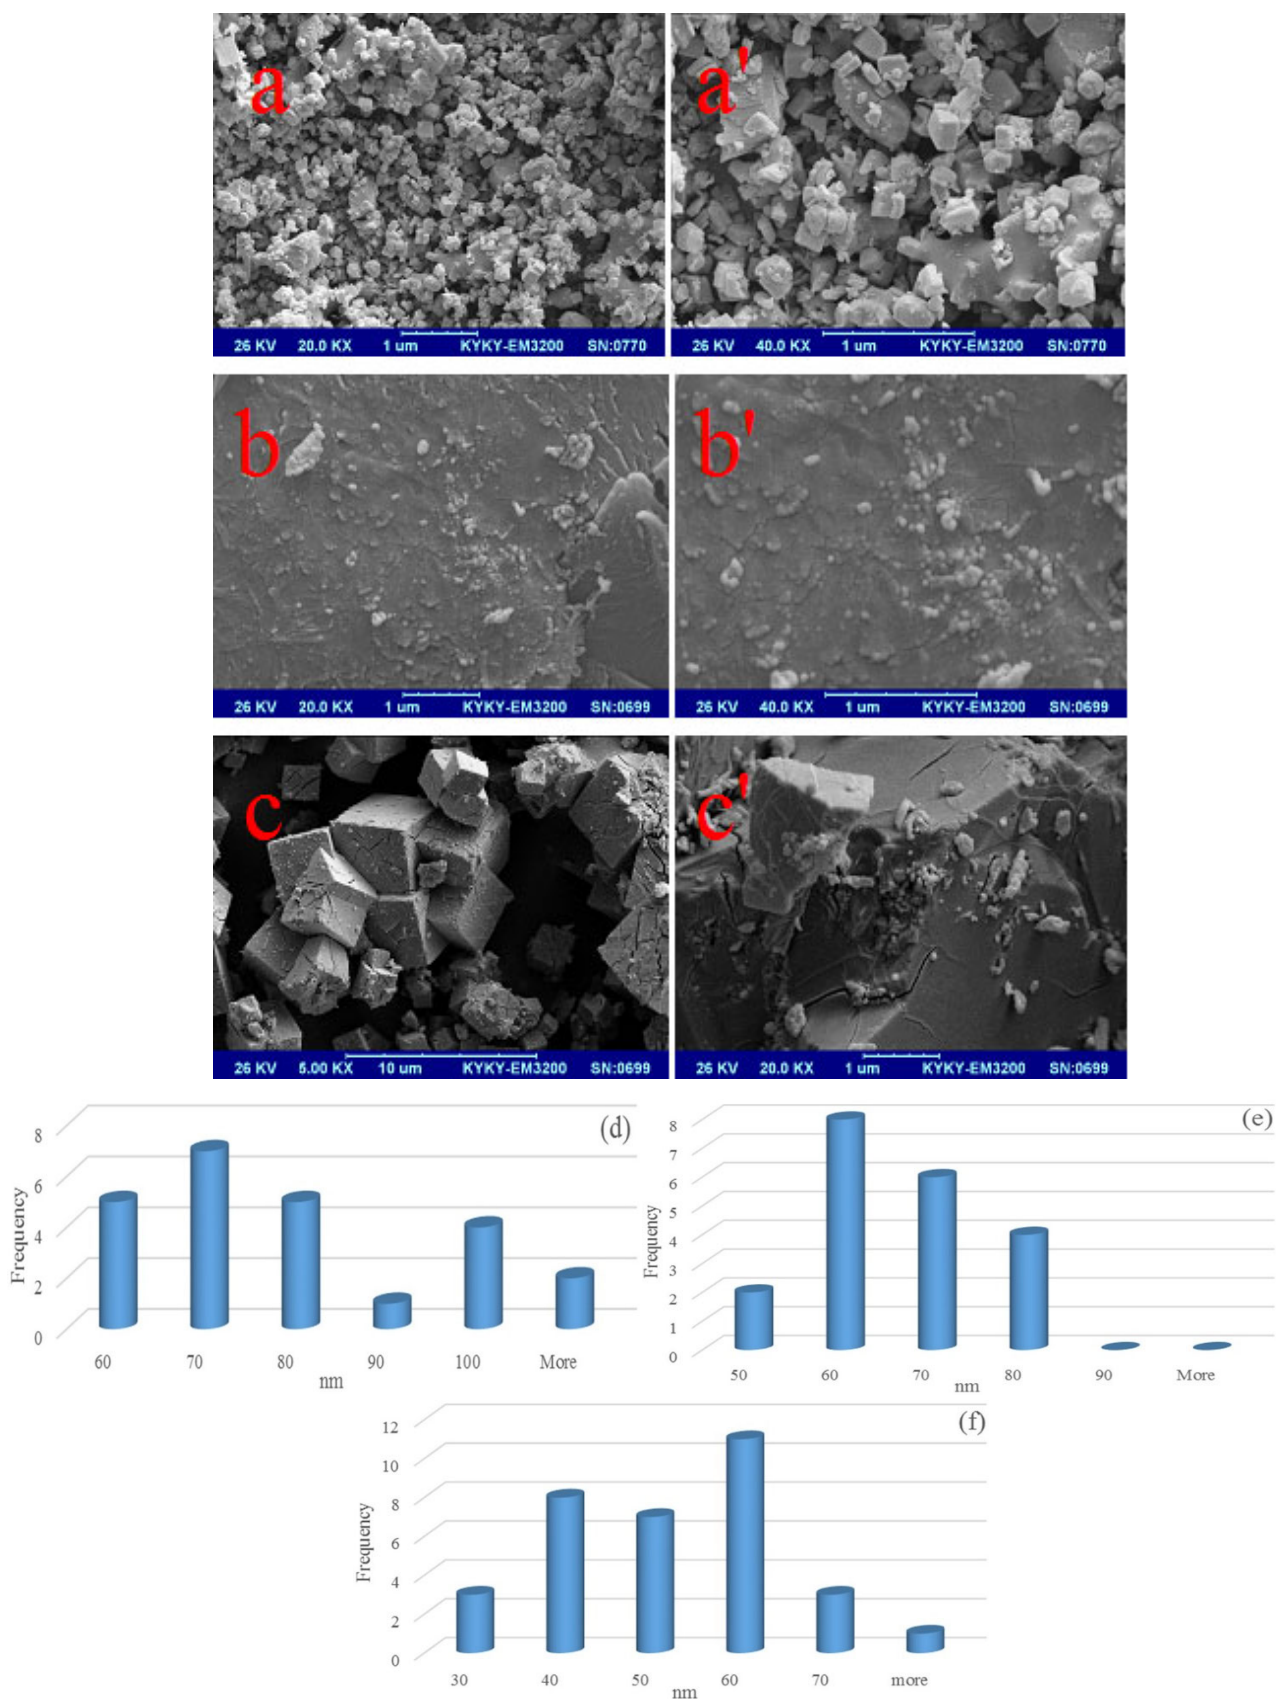 a
a'
26 KV 20.0 KX 1 um KYKY-EM3200 SN:0770
26 KV 40.0 KX 1 um KYKY-EM3200 SN:0770
b
b'
26 KV 20.0 KX 1 um KYKY-EM3200 SN:0699
26 KV 40.0 KX 1 um KYKY-EM3200 SN:0699
c
c'
26 KV 5.00 KX 10 um KYKY-EM3200 SN:0699
26 KV 20.0 KX 1 um KYKY-EM3200 SN:0699
(d)
8
6
4
2
0
Frequency
60 70 80 90 100 More
nm
(e)
8
7
6
5
4
3
2
1
0
Frequency
50 60 70 80 90 More
nm
(f)
12
10
8
6
4
2
0
Frequency
30 40 50 60 70 more
nm